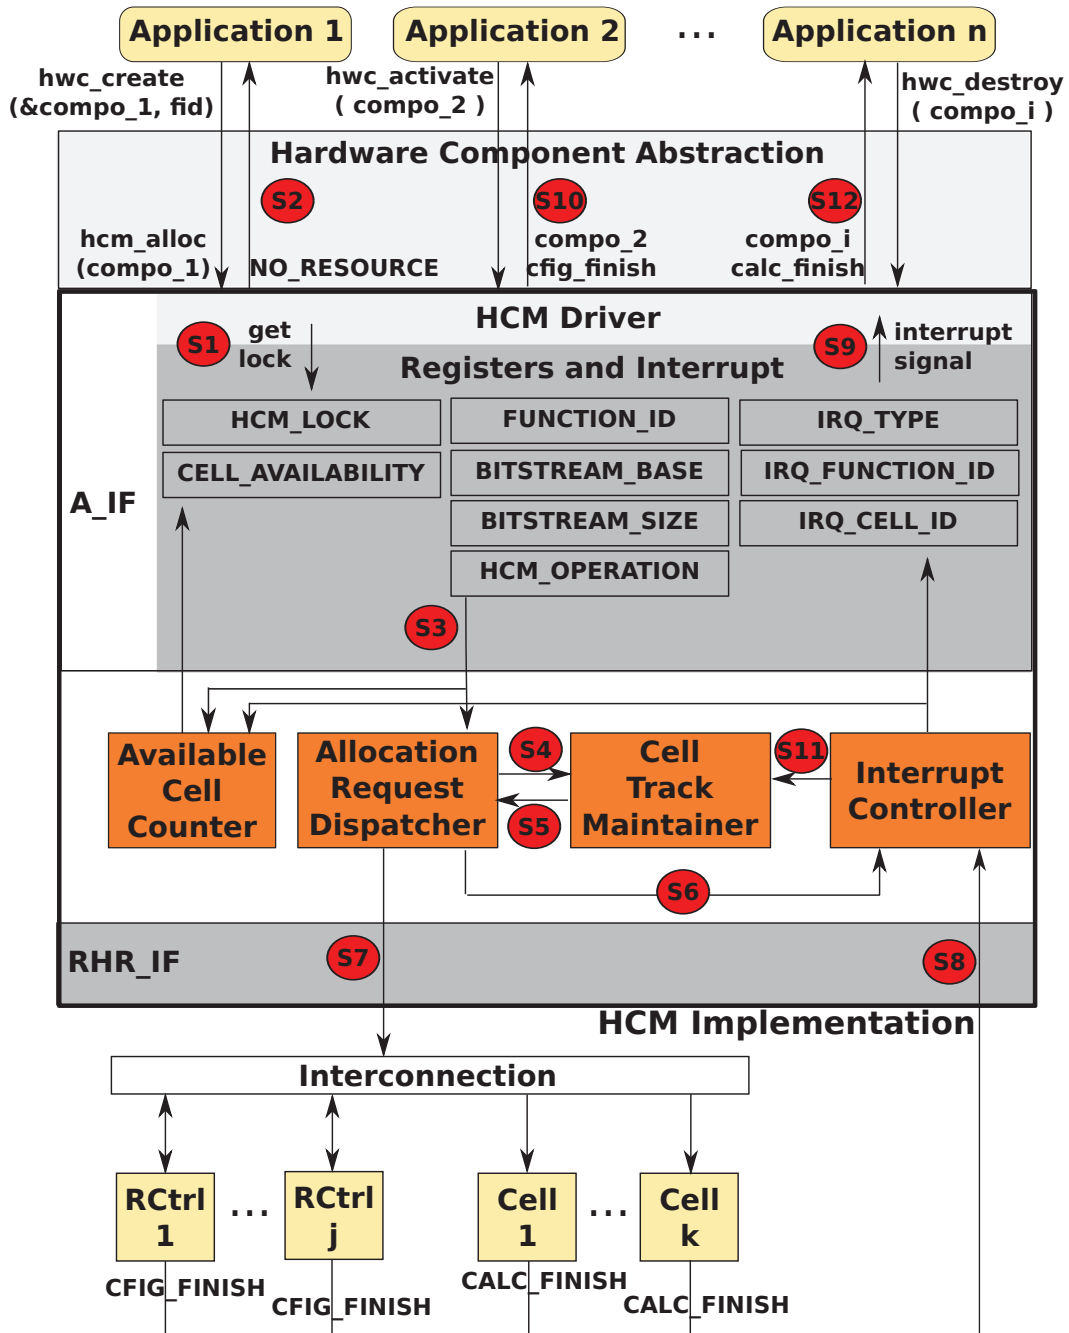 Application 1
Application 2
...
Application n
hwc_create
(&compo_1, fid)
hwc_activate
( compo_2 )
hwc_destroy
( compo_i )
Hardware Component Abstraction
S2
S10
S12
hcm_alloc
(compo_1)
NO_RESOURCE
compo_2
cfig_finish
compo_i
calc_finish
HCM Driver
S1
get
lock
S9
interrupt
signal
Registers and Interrupt
HCM_LOCK
FUNCTION_ID
IRQ_TYPE
CELL_AVAILABILITY
BITSTREAM_BASE
IRQ_FUNCTION_ID
A_IF
BITSTREAM_SIZE
IRQ_CELL_ID
HCM_OPERATION
S3
Available
Cell
Counter
Allocation
Request
Dispatcher
S4
S5
Cell
Track
Maintainer
S11
Interrupt
Controller
S6
RHR_IF
S7
S8
HCM Implementation
Interconnection
RCtrl
1
...
RCtrl
j
Cell
1
...
Cell
k
CFIG_FINISH
CFIG_FINISH
CALC_FINISH
CALC_FINISH